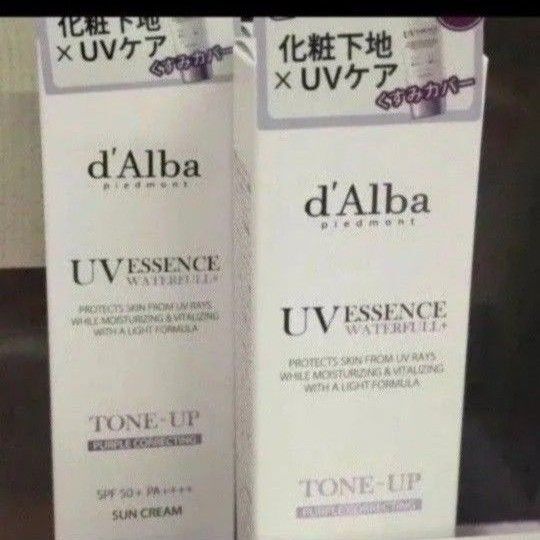 化粧下地
× UVケア
くすみカバー
d'Alba
piedmont
UV ESSENCE
WATERFULL+
PROTECTS SKIN FROM UV RAYS
WHILE MOISTURIZING & VITALIZING
WITH A LIGHT FORMULA
TONE-UP
PURPLE CORRECTING
SPF 50+ PA++++
SUN CREAM
化粧下地
× UVケア
くすみカバー
d'Alba
piedmont
UV ESSENCE
WATERFULL+
PROTECTS SKIN FROM UV RAYS
WHILE MOISTURIZING & VITALIZING
WITH A LIGHT FORMULA
TONE-UP
PURPLE CORRECTING